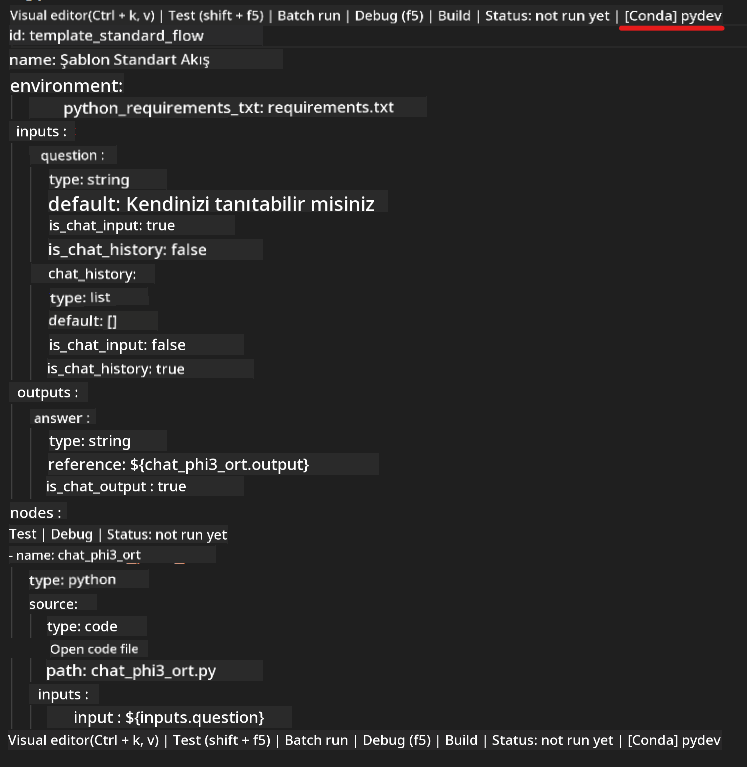 Visual editor(Ctrl + k, v) | Test (shift + f5) | Batch run | Debug (f5) | Build | Status: not run yet | [Conda] pydev
id: template_standard_flow
name: Şablon Standart Akış
environment:
python_requirements_txt: requirements.txt
inputs :
question :
type: string
default: Kendinizi tanıtabilir misiniz
is_chat_input: true
is_chat_history: false
chat_history:
type: list
default: []
is_chat_input: false
is_chat_history: true
outputs :
answer :
type: string
reference: ${chat_phi3_ort.output}
is_chat_output : true
nodes :
Test | Debug | Status: not run yet
- name: chat_phi3_ort
type: python
source:
type: code
Open code file
path: chat_phi3_ort.py
inputs :
input : ${inputs.question}
Visual editor(Ctrl + k, v) | Test (shift + f5) | Batch run | Debug (f5) | Build | Status: not run yet | [Conda] pydev